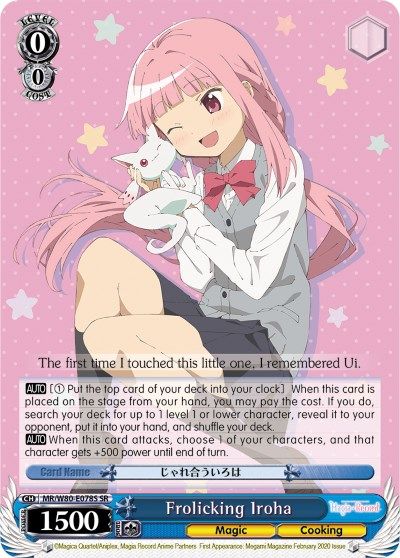 LEVEL
0
0
COST
The first time I touched this little one, I remembered Ui.
AUTO [① Put the top card of your deck into your clock] When this card is
placed on the stage from your hand, you may pay the cost. If you do,
search your deck for up to 1 level 1 or lower character, reveal it to your
opponent, put it into your hand, and shuffle your deck.
AUTO When this card attacks, choose 1 of your characters, and that
character gets +500 power until end of turn.
Card Name じゃれ合ういろは
CH MR/W80-E078S SR
POWER 1500
Frolicking Iroha
Magic Cooking
Magia Record
©Magica Quartet/Aniplex, Magia Record Anime Partners First Appearance: Megami Magazine February 2020 Issue